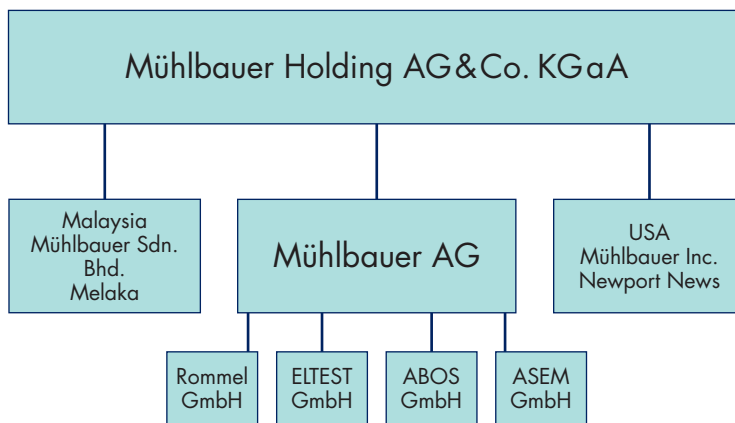 Mühlbauer Holding AG&Co. KGaA
Malaysia
Mühlbauer Sdn.
Bhd.
Melaka
Mühlbauer AG
USA
Mühlbauer Inc.
Newport News
Rommel
GmbH
ELTEST
GmbH
ABOS
GmbH
ASEM
GmbH